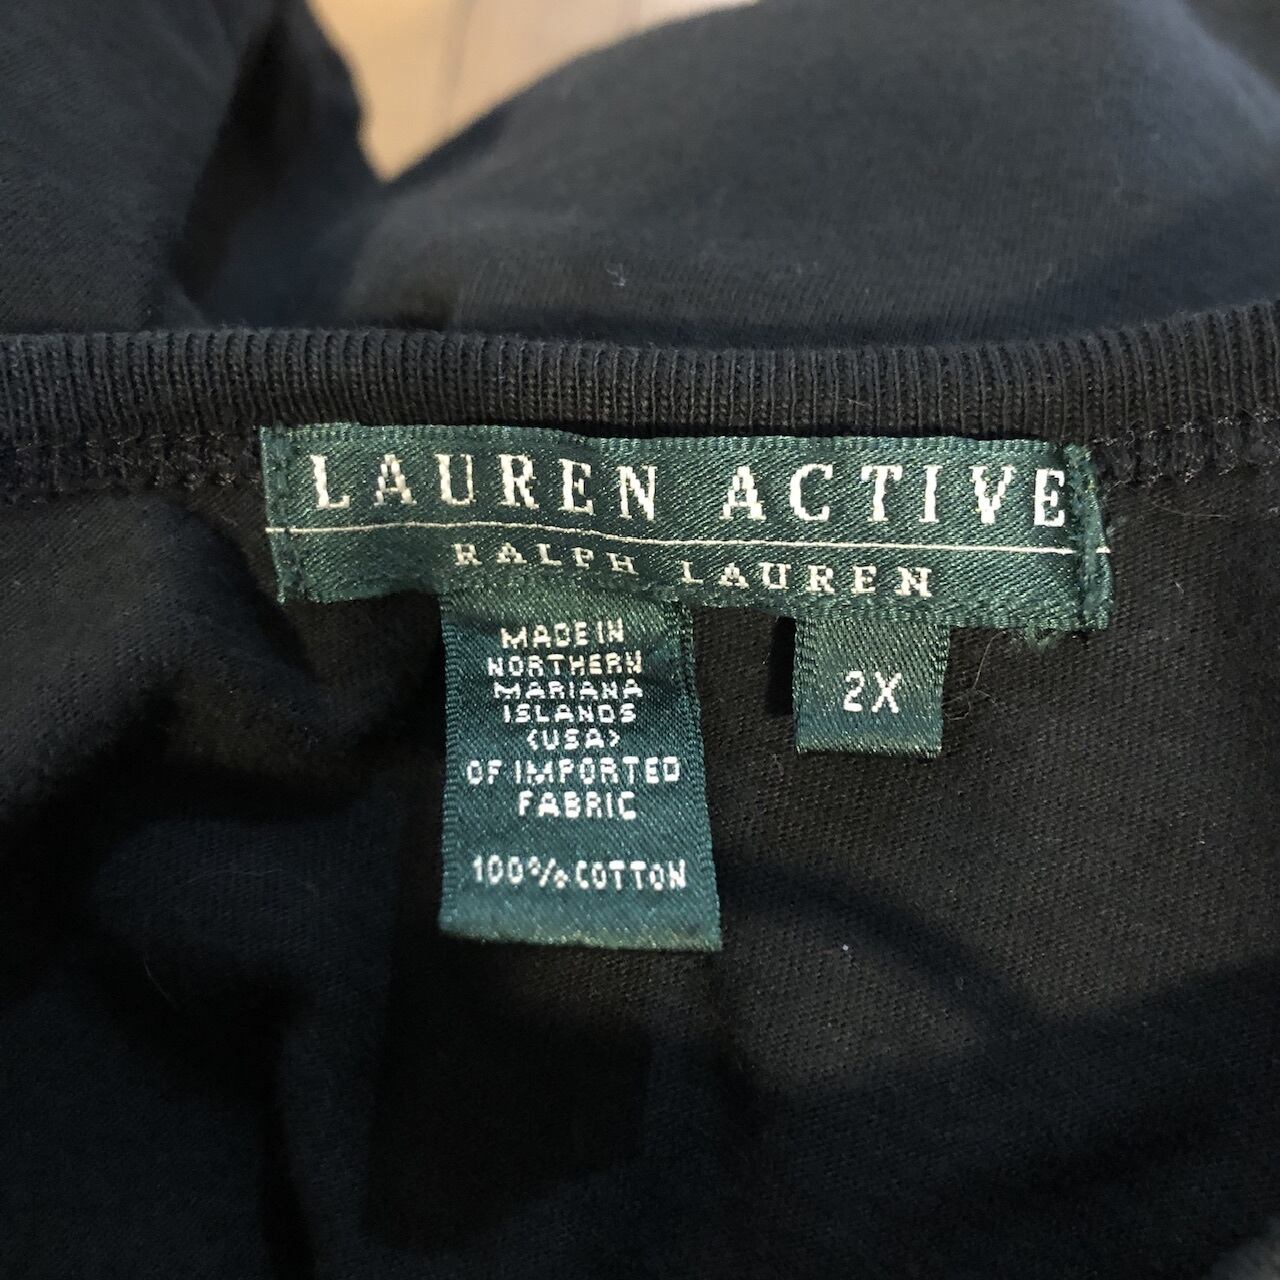 LAUREN ACTIVE
RALPH LAUREN
MADE IN
NORTHERN
MARIANA
ISLANDS
(USA)
OF IMPORTED
FABRIC
100% COTTON
2X